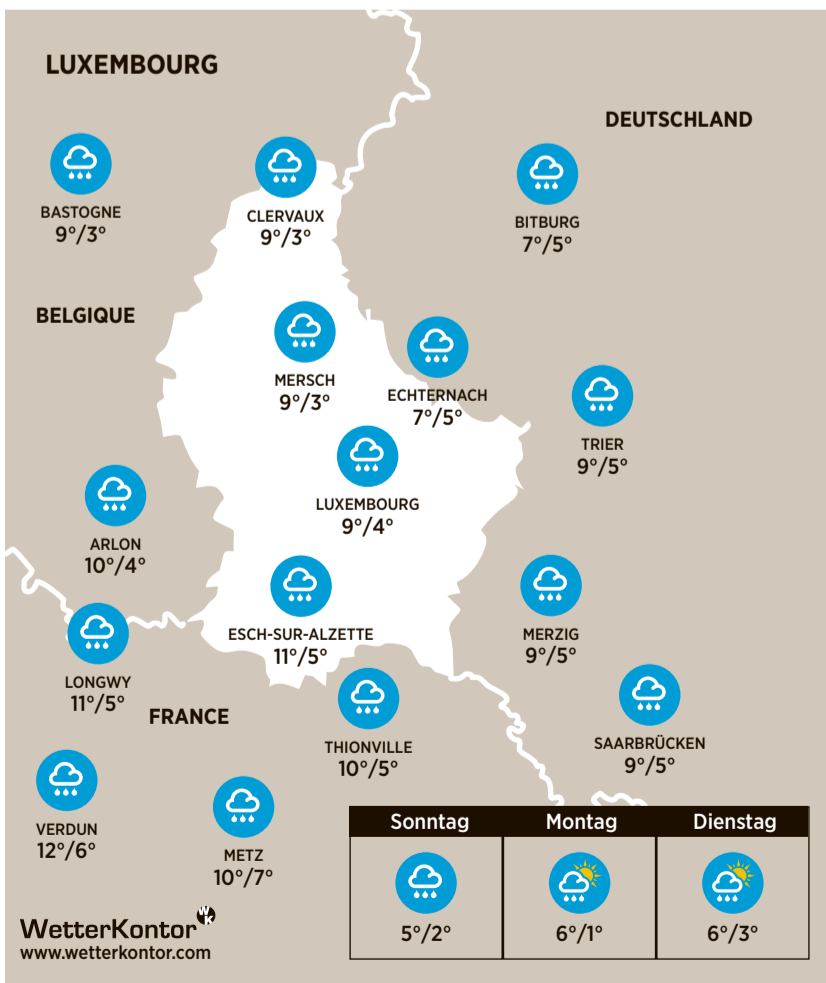 LUXEMBOURG
DEUTSCHLAND
BASTOGNE
9°/3°
CLERVAUX
9°/3°
BITBURG
7°/5°
BELGIQUE
MERSCH
9°/3°
ECHTERNACH
7°/5°
TRIER
9°/5°
LUXEMBOURG
9°/4°
ARLON
10°/4°
ESCH-SUR-ALZETTE
11°/5°
MERZIG
9°/5°
LONGWY
11°/5°
FRANCE
THIONVILLE
10°/5°
SAARBRÜCKEN
9°/5°
VERDUN
12°/6°
METZ
10°/7°
Sonntag Montag Dienstag
5°/2° 6°/1° 6°/3°
WetterKontor WK
www.wetterkontor.com